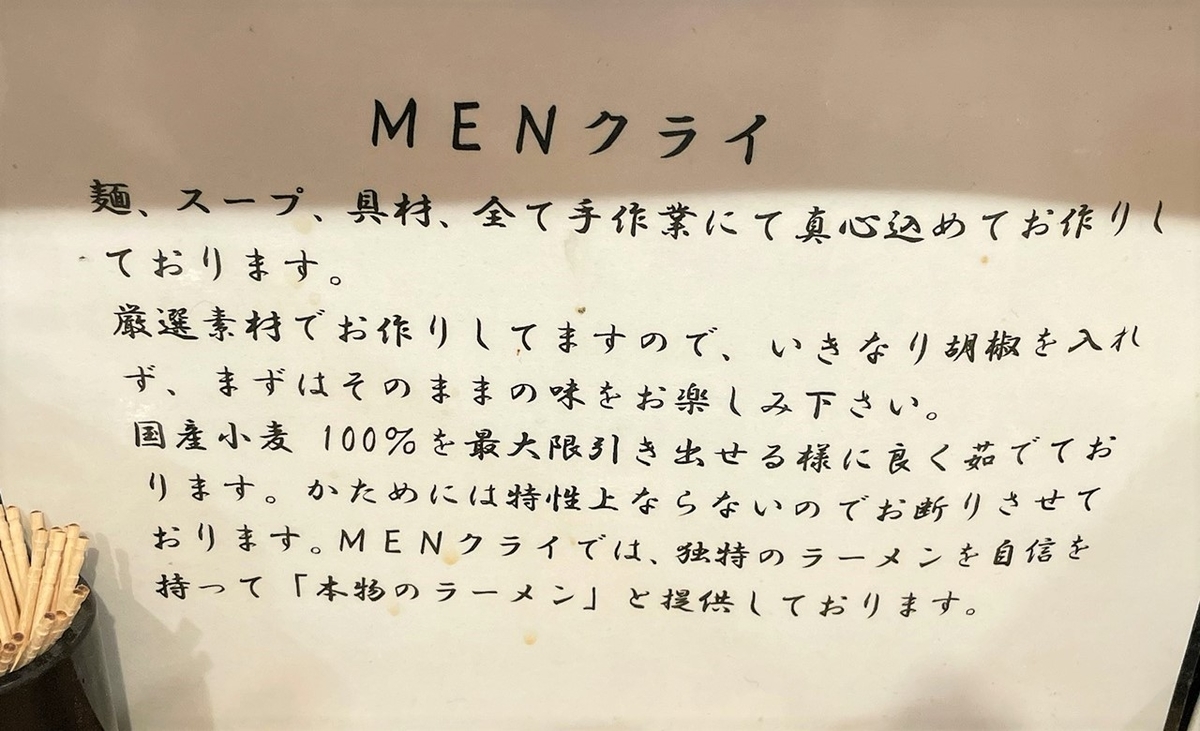 MENクライ
麺、スープ、具材、全て手作業にて真心込めてお作りし
ております。
厳選素材でお作りしてますので、いきなり胡椒を入れ
ず、まずはそのままの味をお楽しみ下さい。
国産小麦 100%を最大限引き出せる様に良く茹でてお
ります。かためには特性上ならないのでお断りさせて
おります。MENクライでは、独特のラーメンを自信を
持って「本物のラーメン」と提供しております。